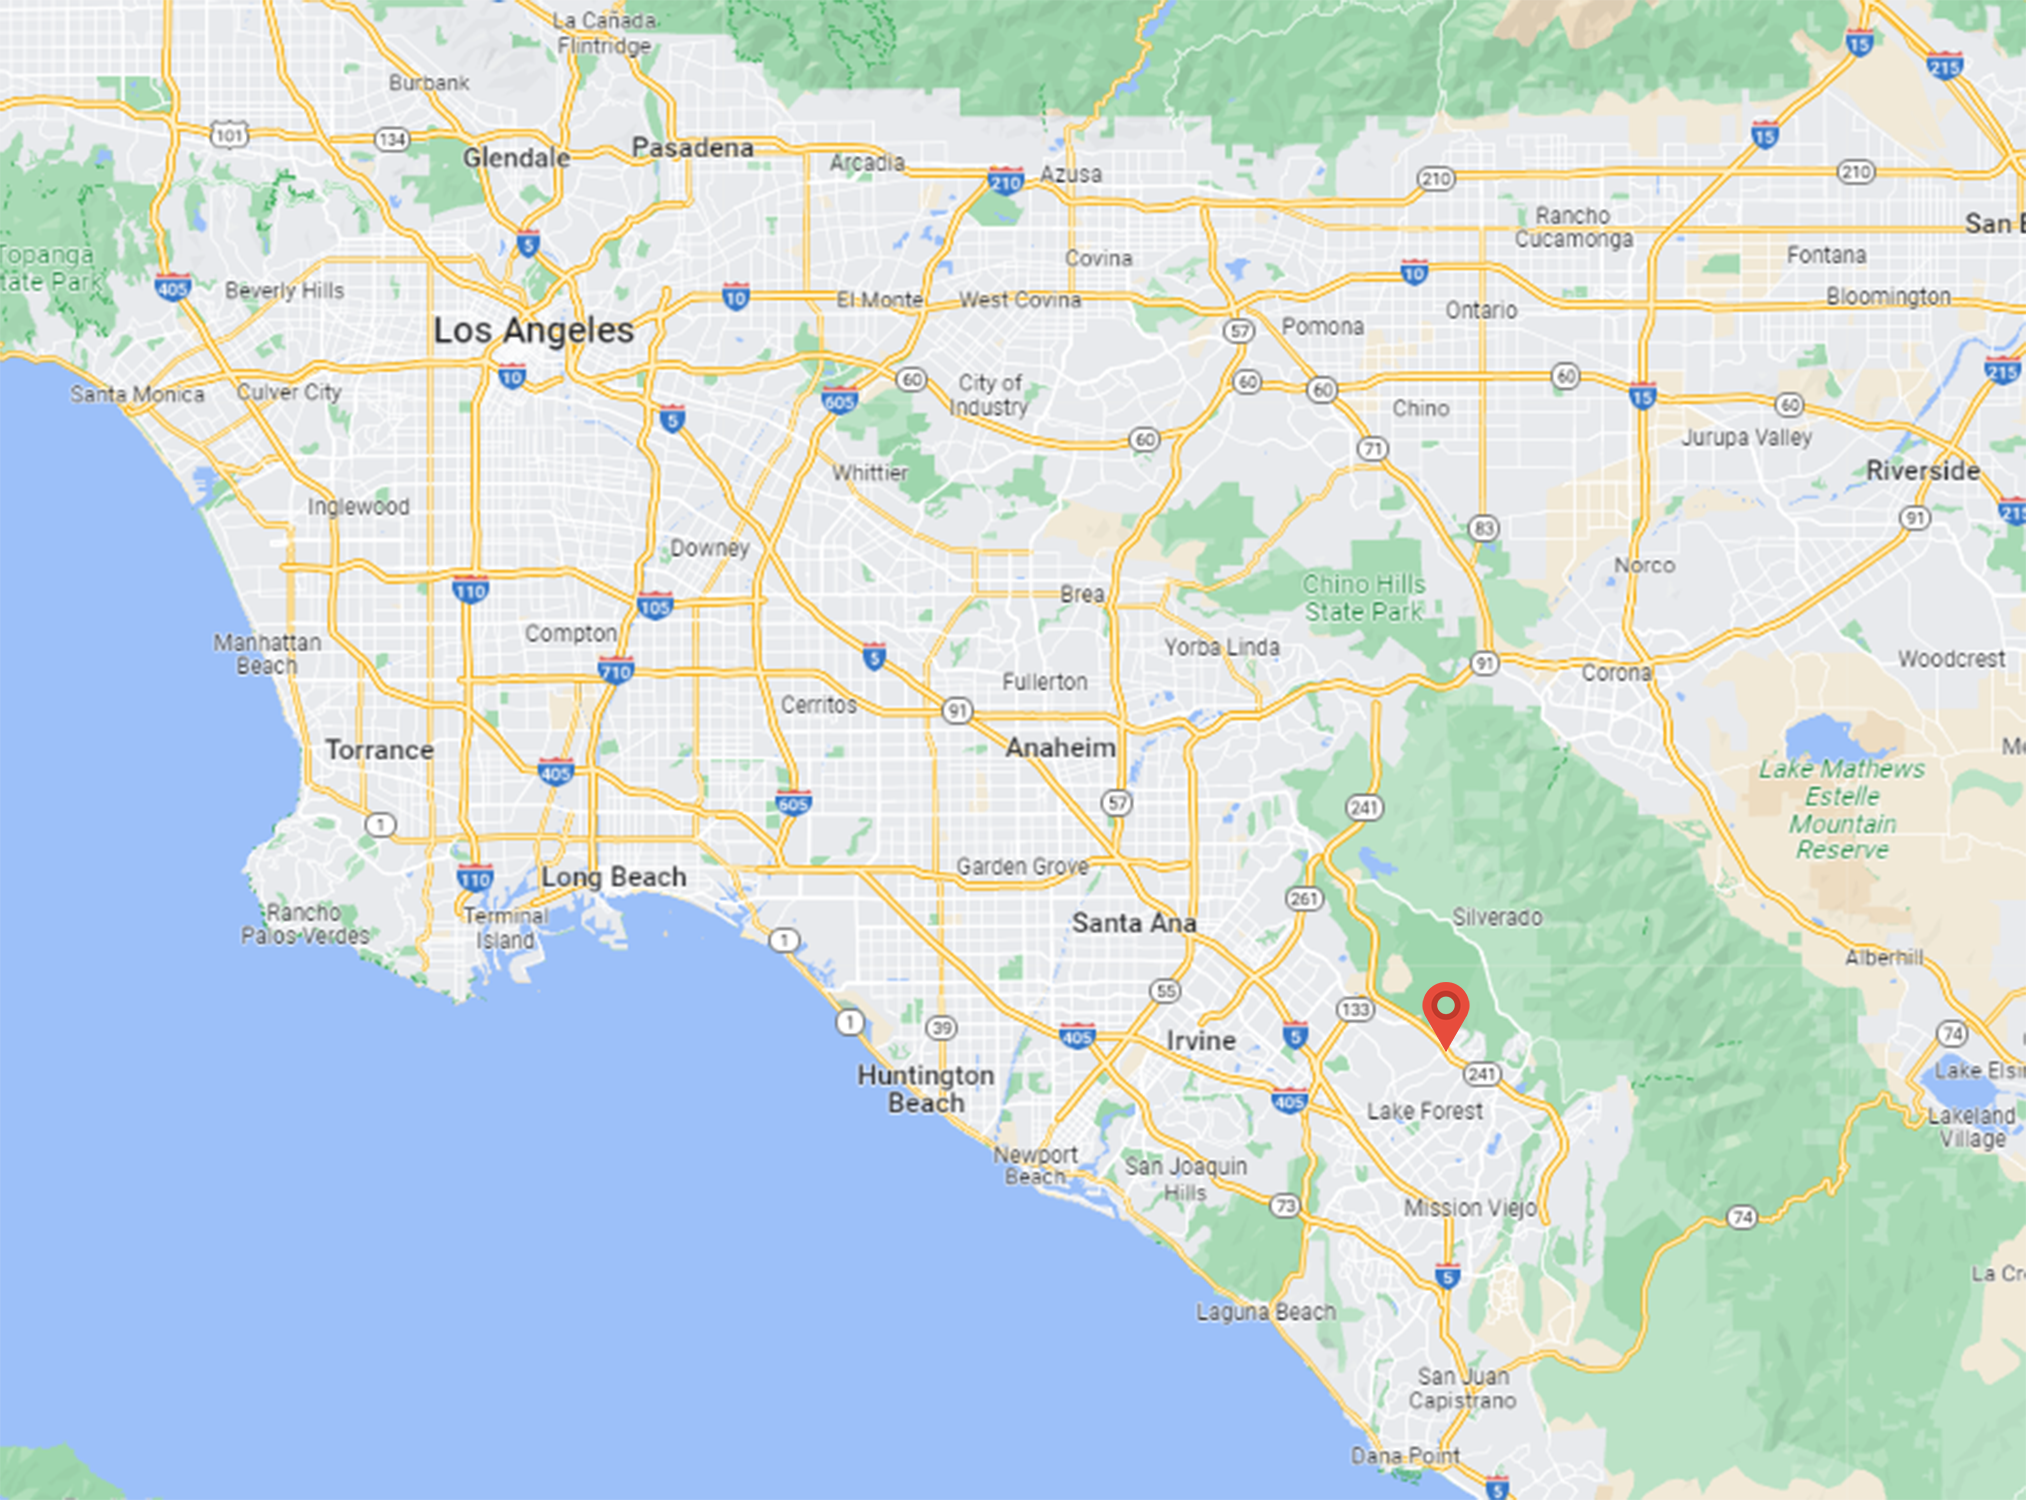 La Cañada
Flintridge
Burbank
15
215
101
134
Glendale
Pasadena
Arcadia
210
Azusa
210
15
210
Rancho
Cucamonga
San B
Topanga
tate Park
405
5
Beverly Hills
Covina
10
Fontana
10
El Monte
West Covina
Ontario
Bloomington
Los Angeles
57
Pomona
Santa Monica
Culver City
10
5
605
60
City of
Industry
60
60
60
15
60
215
Chino
60
71
Jurupa Valley
Whittier
Riverside
Inglewood
83
91
215
Downey
Norco
110
105
Brea
Chino Hills
State Park
Manhattan
Beach
Compton
710
5
Yorba Linda
91
Corona
Woodcrest
Cerritos
Fullerton
91
Torrance
Anaheim
Me
405
605
57
241
Lake Mathews
Estelle
Mountain
Reserve
1
110
Long Beach
Garden Grove
261
Rancho
Palos Verdes
Terminal
Island
1
Santa Ana
Silverado
Alberhill
55
1
39
405
Irvine
5
133
74
Huntington
Beach
405
241
Lake Elsin
Lake Forest
Lakeland
Village
Newport
Beach
San Joaquin
Hills
73
Mission Viejo
74
5
La Cr
Laguna Beach
San Juan
Capistrano
Dana Point
5